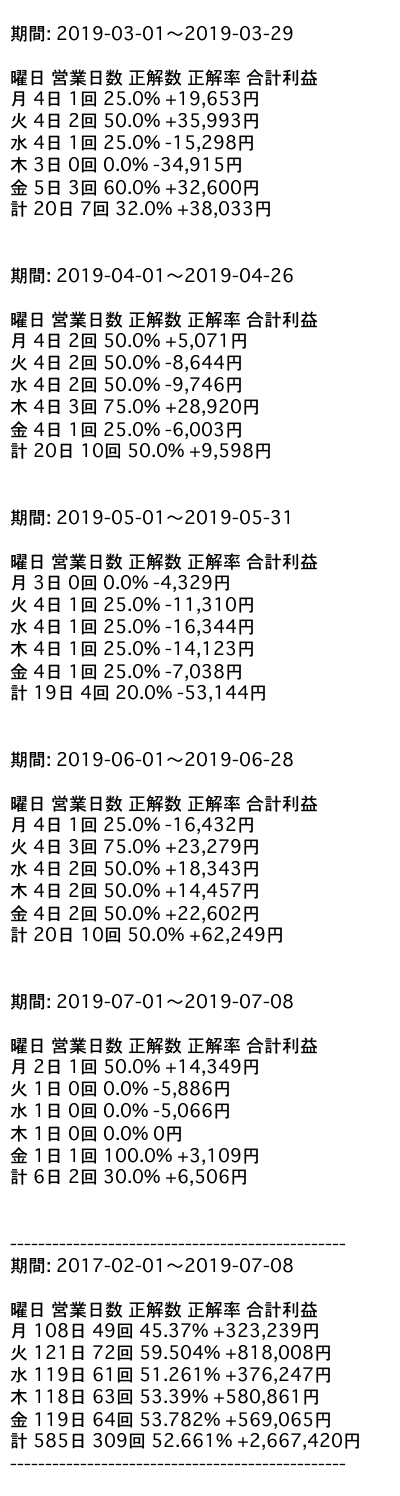 期間: 2019-03-01〜2019-03-29
曜日 営業日数 正解数 正解率 合計利益
月 4日 1回 25.0% +19,653円
火 4日 2回 50.0% +35,993円
水 4日 1回 25.0% -15,298円
木 3日 0回 0.0% -34,915円
金 5日 3回 60.0% +32,600円
計 20日 7回 32.0% +38,033円
期間: 2019-04-01〜2019-04-26
曜日 営業日数 正解数 正解率 合計利益
月 4日 2回 50.0% +5,071円
火 4日 2回 50.0% -8,644円
水 4日 2回 50.0% -9,746円
木 4日 3回 75.0% +28,920円
金 4日 1回 25.0% -6,003円
計 20日 10回 50.0% +9,598円
期間: 2019-05-01〜2019-05-31
曜日 営業日数 正解数 正解率 合計利益
月 3日 0回 0.0% -4,329円
火 4日 1回 25.0% -11,310円
水 4日 1回 25.0% -16,344円
木 4日 1回 25.0% -14,123円
金 4日 1回 25.0% -7,038円
計 19日 4回 20.0% -53,144円
期間: 2019-06-01〜2019-06-28
曜日 営業日数 正解数 正解率 合計利益
月 4日 1回 25.0% -16,432円
火 4日 3回 75.0% +23,279円
水 4日 2回 50.0% +18,343円
木 4日 2回 50.0% +14,457円
金 4日 2回 50.0% +22,602円
計 20日 10回 50.0% +62,249円
期間: 2019-07-01〜2019-07-08
曜日 営業日数 正解数 正解率 合計利益
月 2日 1回 50.0% +14,349円
火 1日 0回 0.0% -5,886円
水 1日 0回 0.0% -5,066円
木 1日 0回 0.0% 0円
金 1日 1回 100.0% +3,109円
計 6日 2回 30.0% +6,506円
------------------------------------------------
期間: 2017-02-01〜2019-07-08
曜日 営業日数 正解数 正解率 合計利益
月 108日 49回 45.37% +323,239円
火 121日 72回 59.504% +818,008円
水 119日 61回 51.261% +376,247円
木 118日 63回 53.39% +580,861円
金 119日 64回 53.782% +569,065円
計 585日 309回 52.661% +2,667,420円
------------------------------------------------